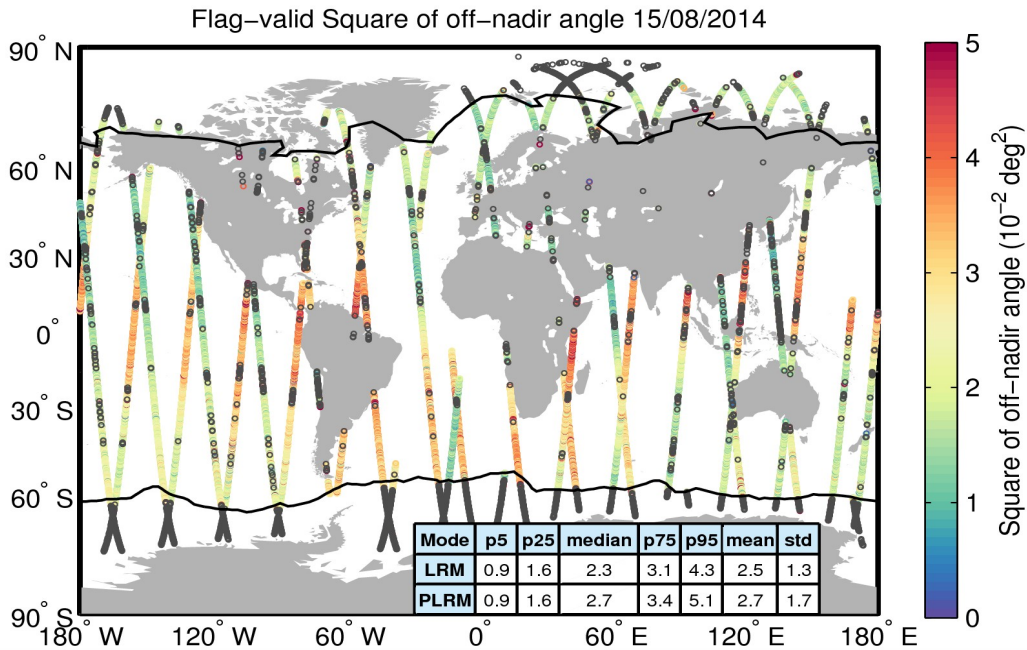 Flag−valid Square of off−nadir angle 15/08/2014
90° N
60° N
30° N
0°
30° S
60° S
90° S
180° W
120° W
60° W
0°
60° E
120° E
180° E
Mode p5 p25 median p75 p95 mean std
LRM 0.9 1.6 2.3 3.1 4.3 2.5 1.3
PLRM 0.9 1.6 2.7 3.4 5.1 2.7 1.7
5
4
3
2
1
0
Square of off−nadir angle (10⁻² deg²)